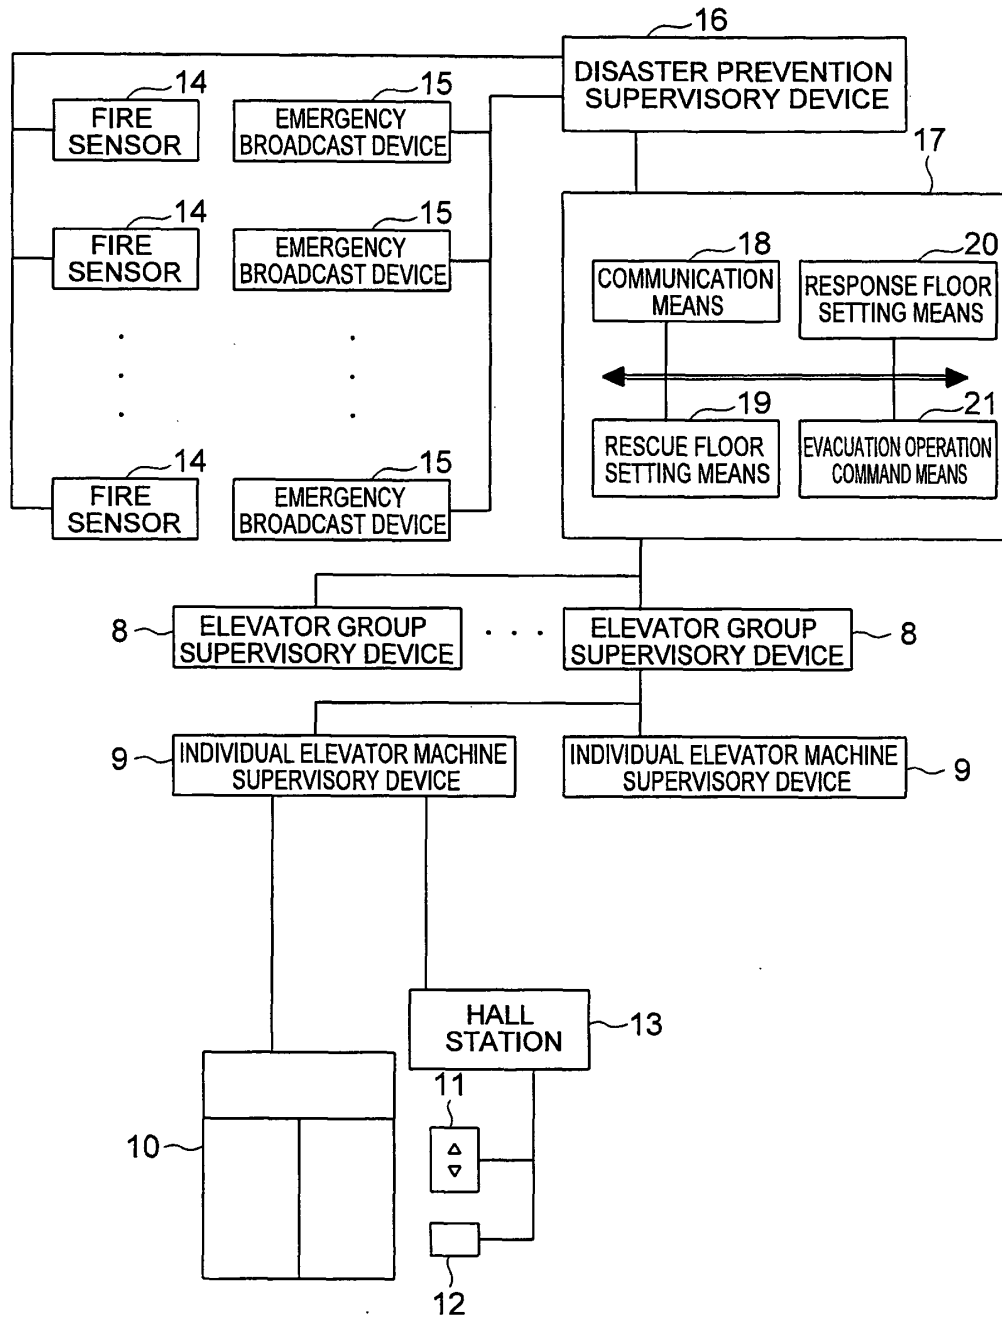 16
DISASTER PREVENTION
SUPERVISORY DEVICE
14
FIRE
SENSOR
15
EMERGENCY
BROADCAST DEVICE
17
14
FIRE
SENSOR
15
EMERGENCY
BROADCAST DEVICE
18
COMMUNICATION
MEANS
20
RESPONSE FLOOR
SETTING MEANS
19
RESCUE FLOOR
SETTING MEANS
21
EVACUATION OPERATION
COMMAND MEANS
14
FIRE
SENSOR
15
EMERGENCY
BROADCAST DEVICE
8
ELEVATOR GROUP
SUPERVISORY DEVICE
ELEVATOR GROUP
SUPERVISORY DEVICE
8
9
INDIVIDUAL ELEVATOR MACHINE
SUPERVISORY DEVICE
INDIVIDUAL ELEVATOR MACHINE
SUPERVISORY DEVICE
9
HALL
STATION
13
11
10
12